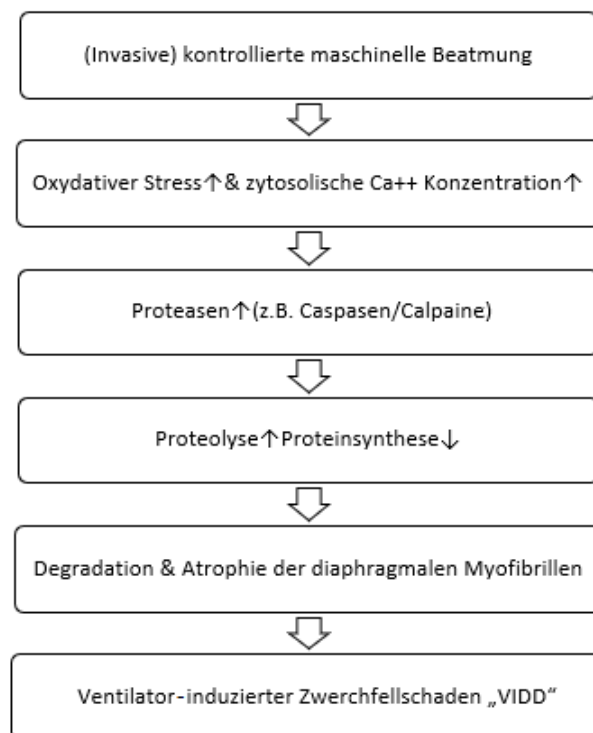 (Invasive) kontrollierte maschinelle Beatmung
Oxydativer Stress↑& zytosolische Ca++ Konzentration↑
Proteasen↑(z.B. Caspasen/Calpaine)
Proteolyse↑Proteinsynthese↓
Degradation & Atrophie der diaphragmalen Myofibrillen
Ventilator-induzierter Zwerchfellschaden „VIDD“